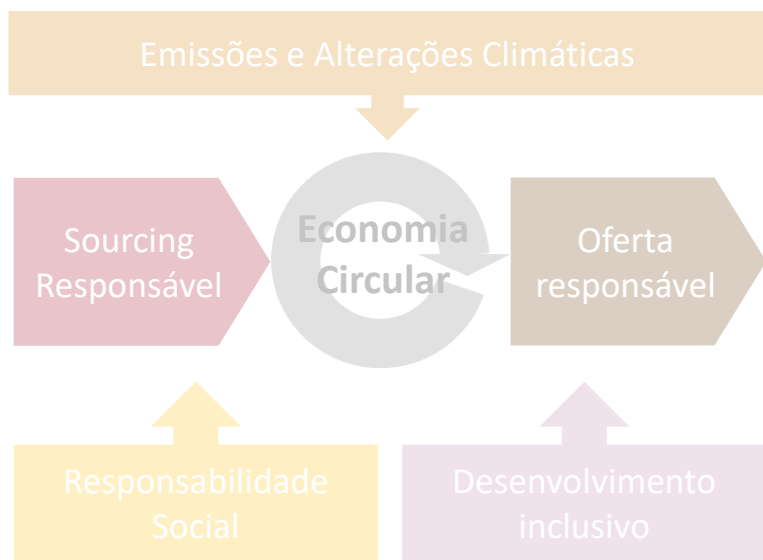 Emissões e Alterações Climáticas
Sourcing
Responsável
Economia
Circular
Oferta
responsável
Responsabilidade
Social
Desenvolvimento
inclusivo